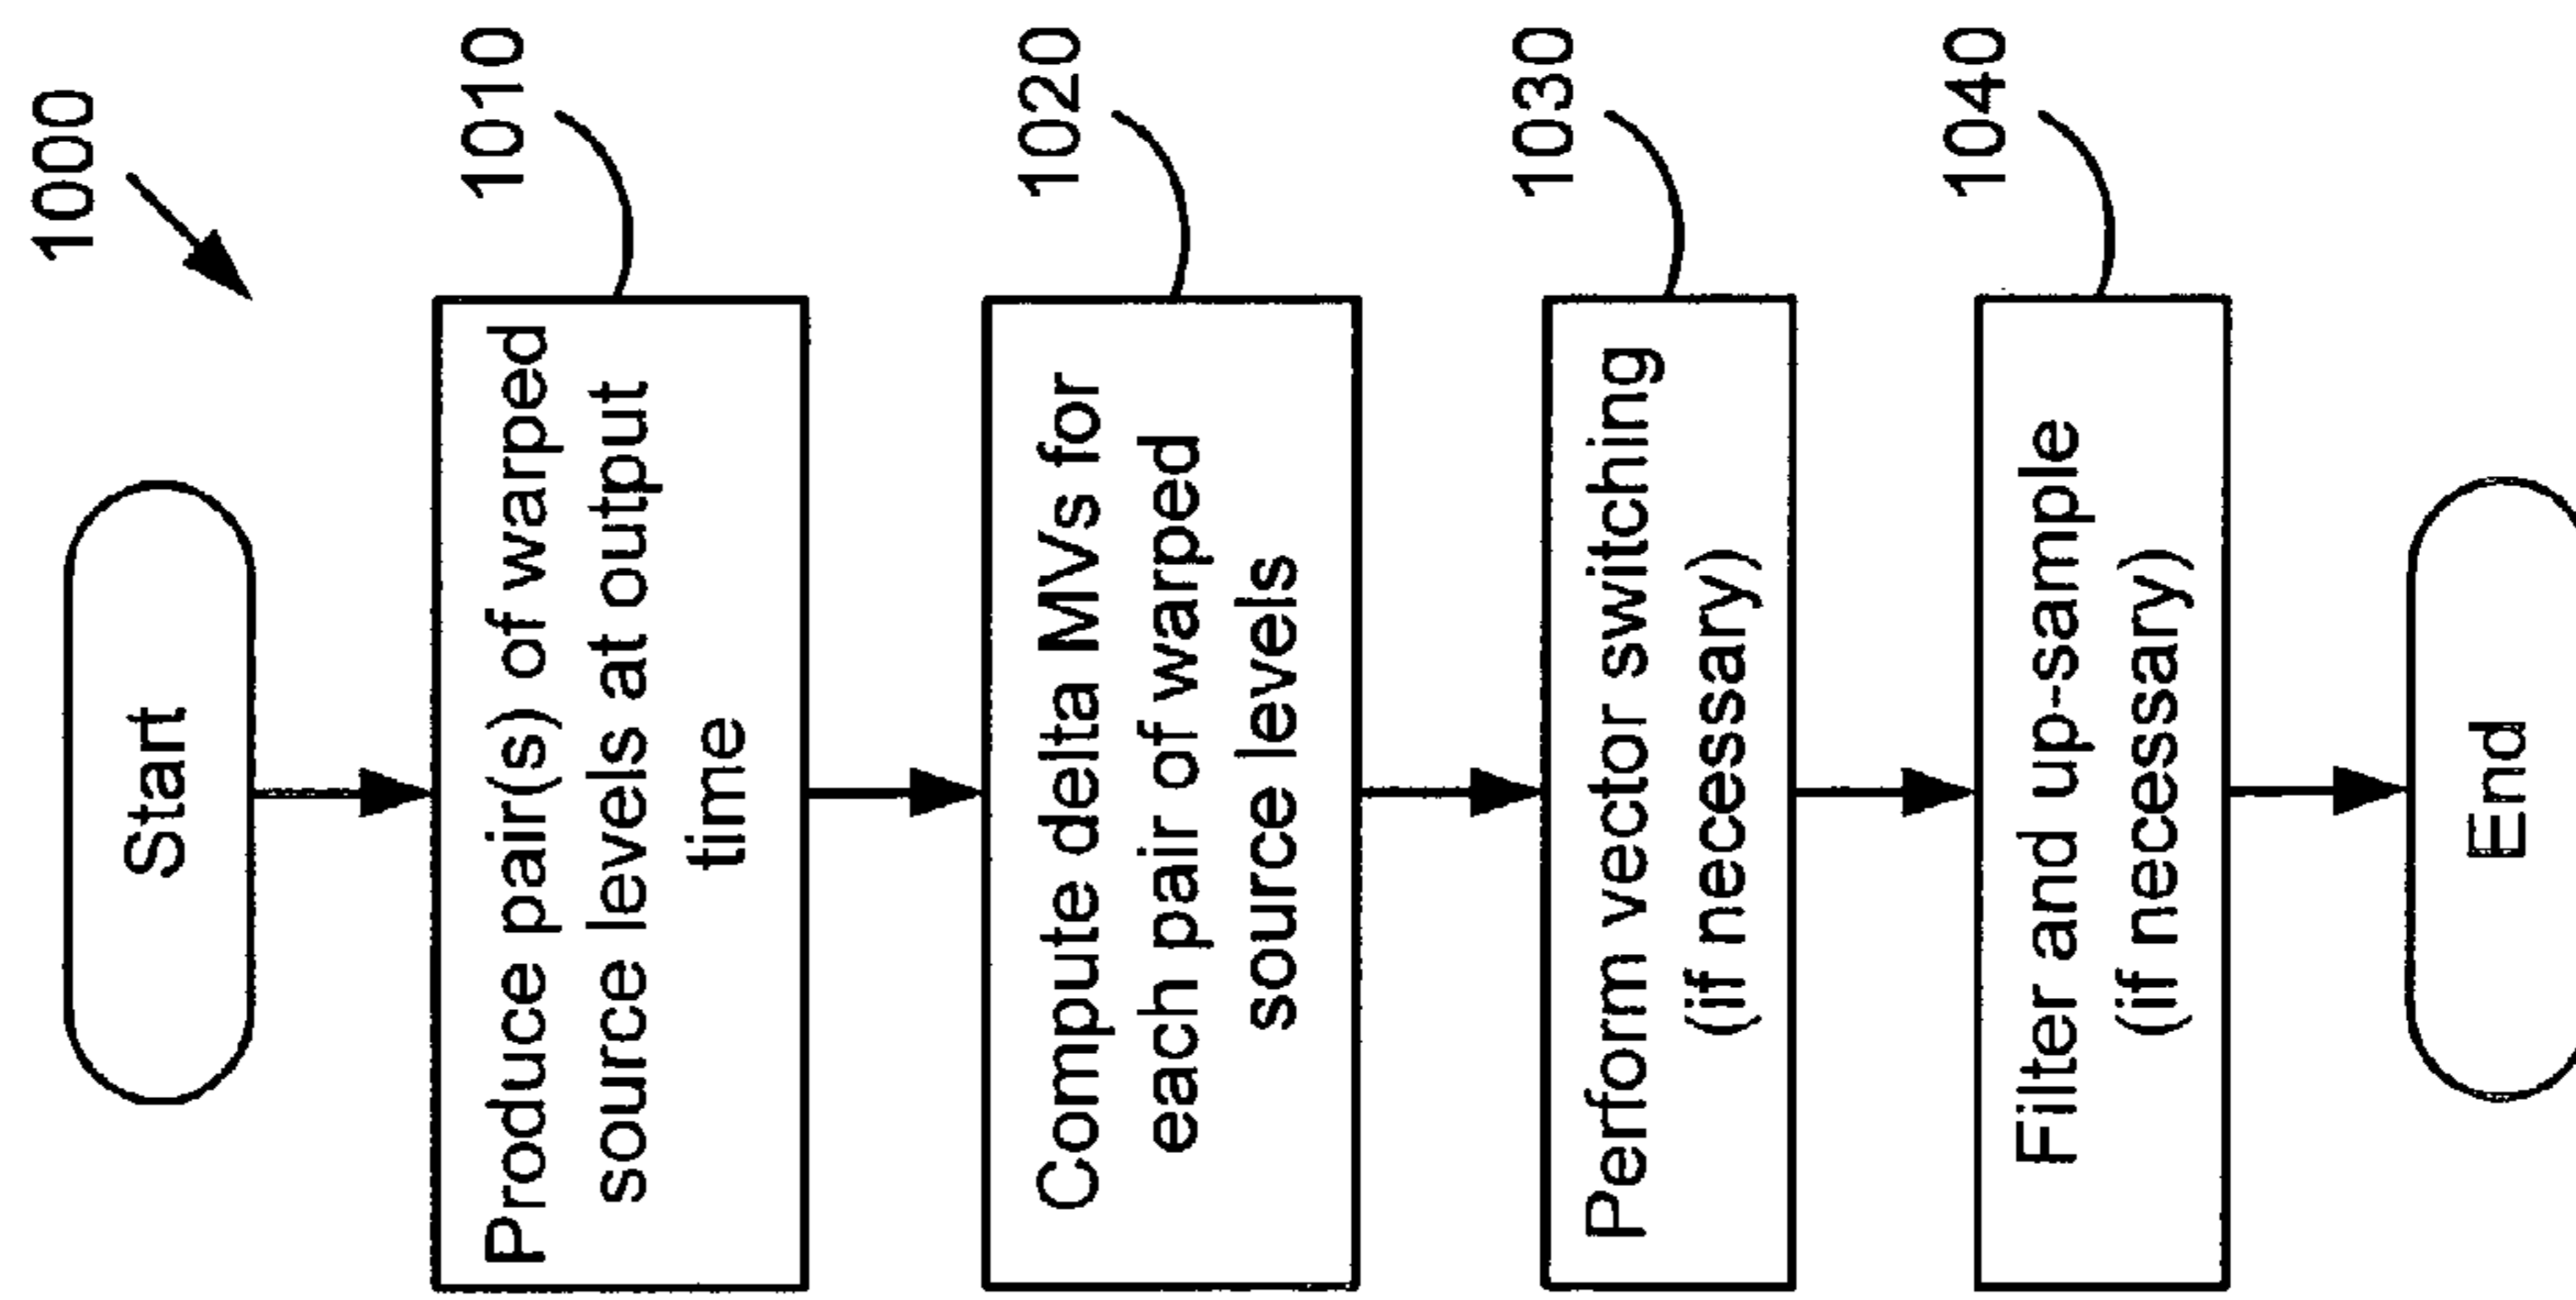 1000
Start
Produce pair(s) of warped
source levels at output
time
1010
Compute delta MVs for
each pair of warped
source levels
1020
Perform vector switching
(if necessary)
1030
Filter and up-sample
(if necessary)
1040
End